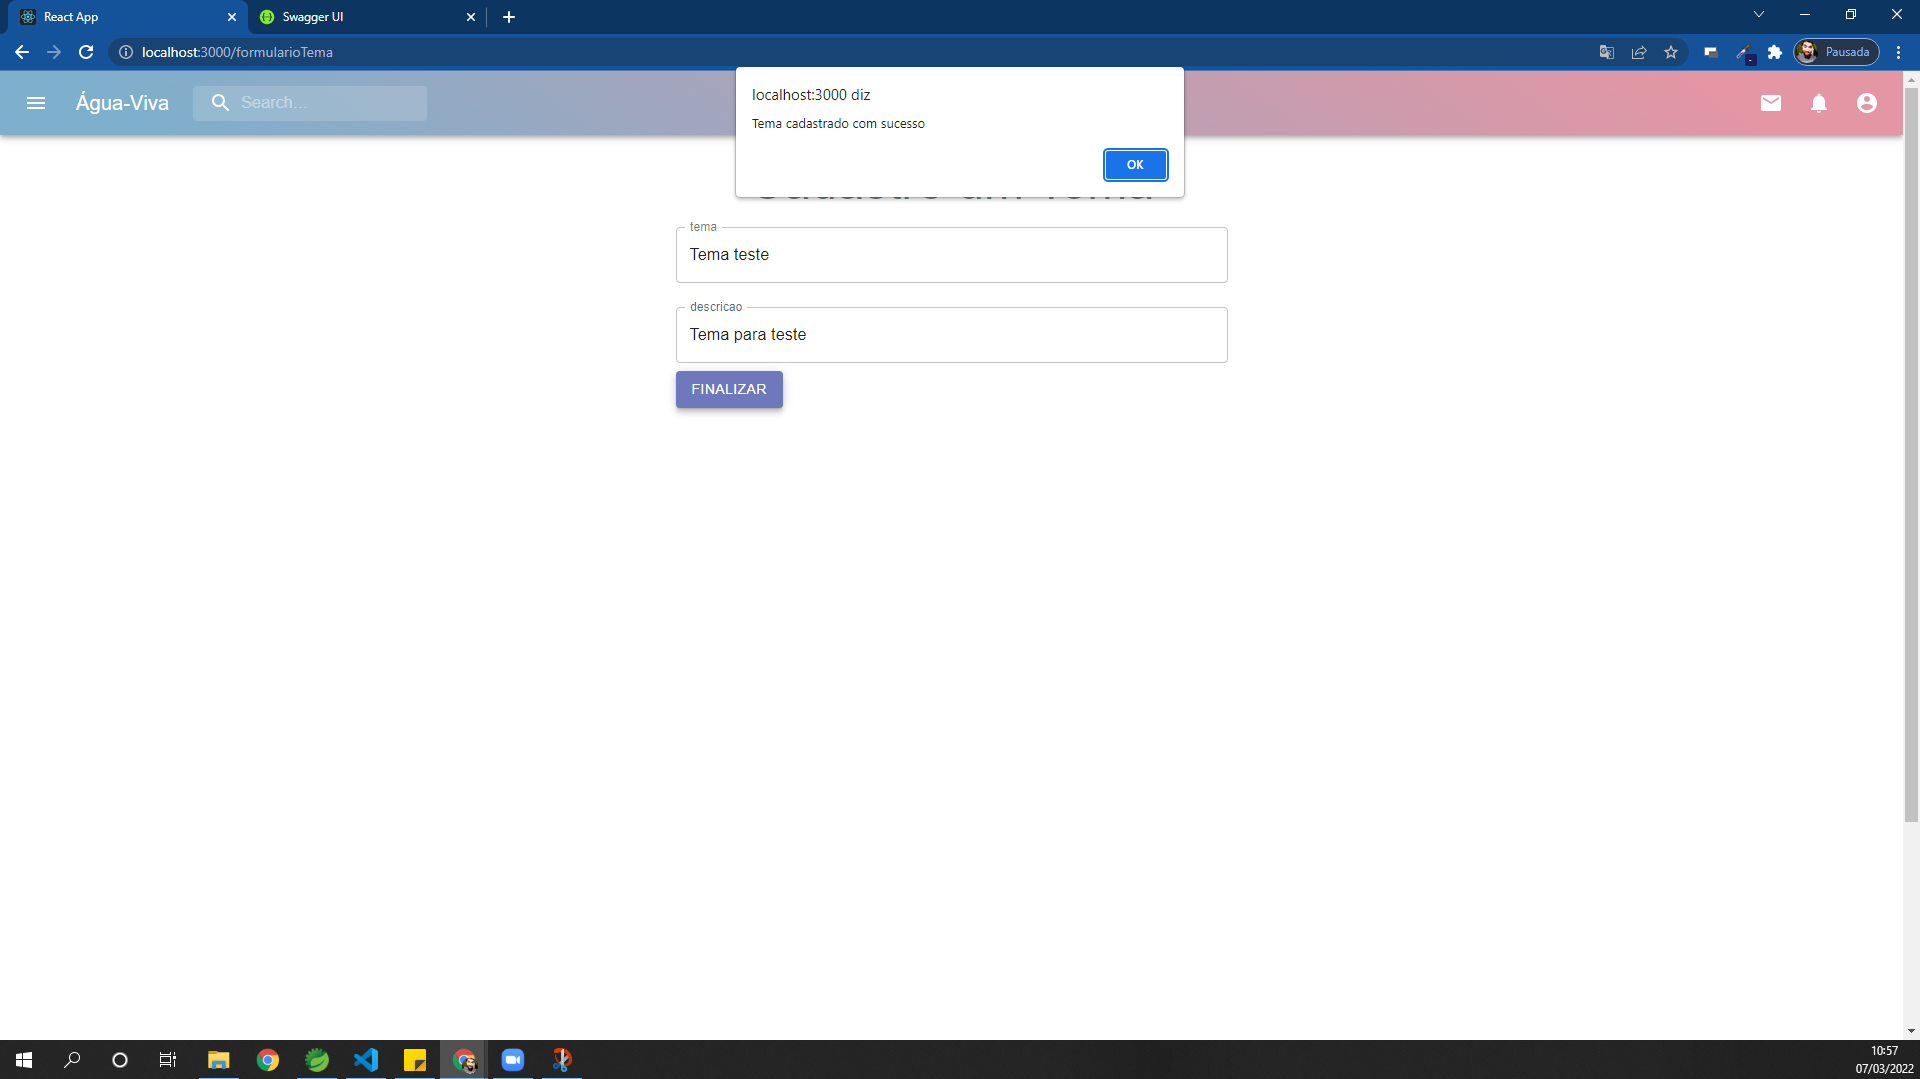 React App
Swagger UI
localhost:3000/formularioTema
Pausada
Água-Viva
Search...
localhost:3000 diz
Tema cadastrado com sucesso
OK
tema
Tema teste
descricao
Tema para teste
FINALIZAR
10:57
07/03/2022